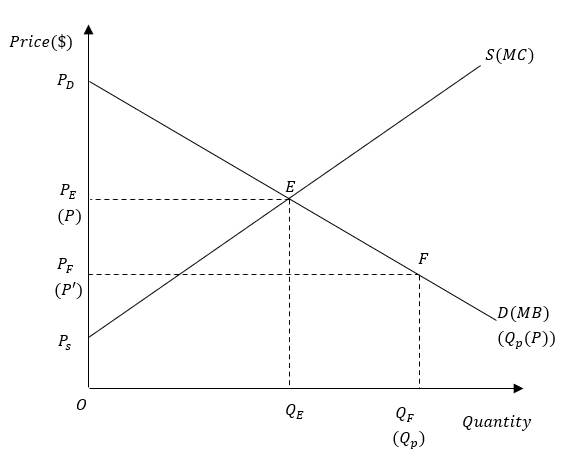 Price($)
S(MC)
P_D
P_E
(P)
E
P_F
(P')
F
P_s
D(MB)
(Q_p(P))
O
Q_E
Q_F
(Q_p)
Quantity